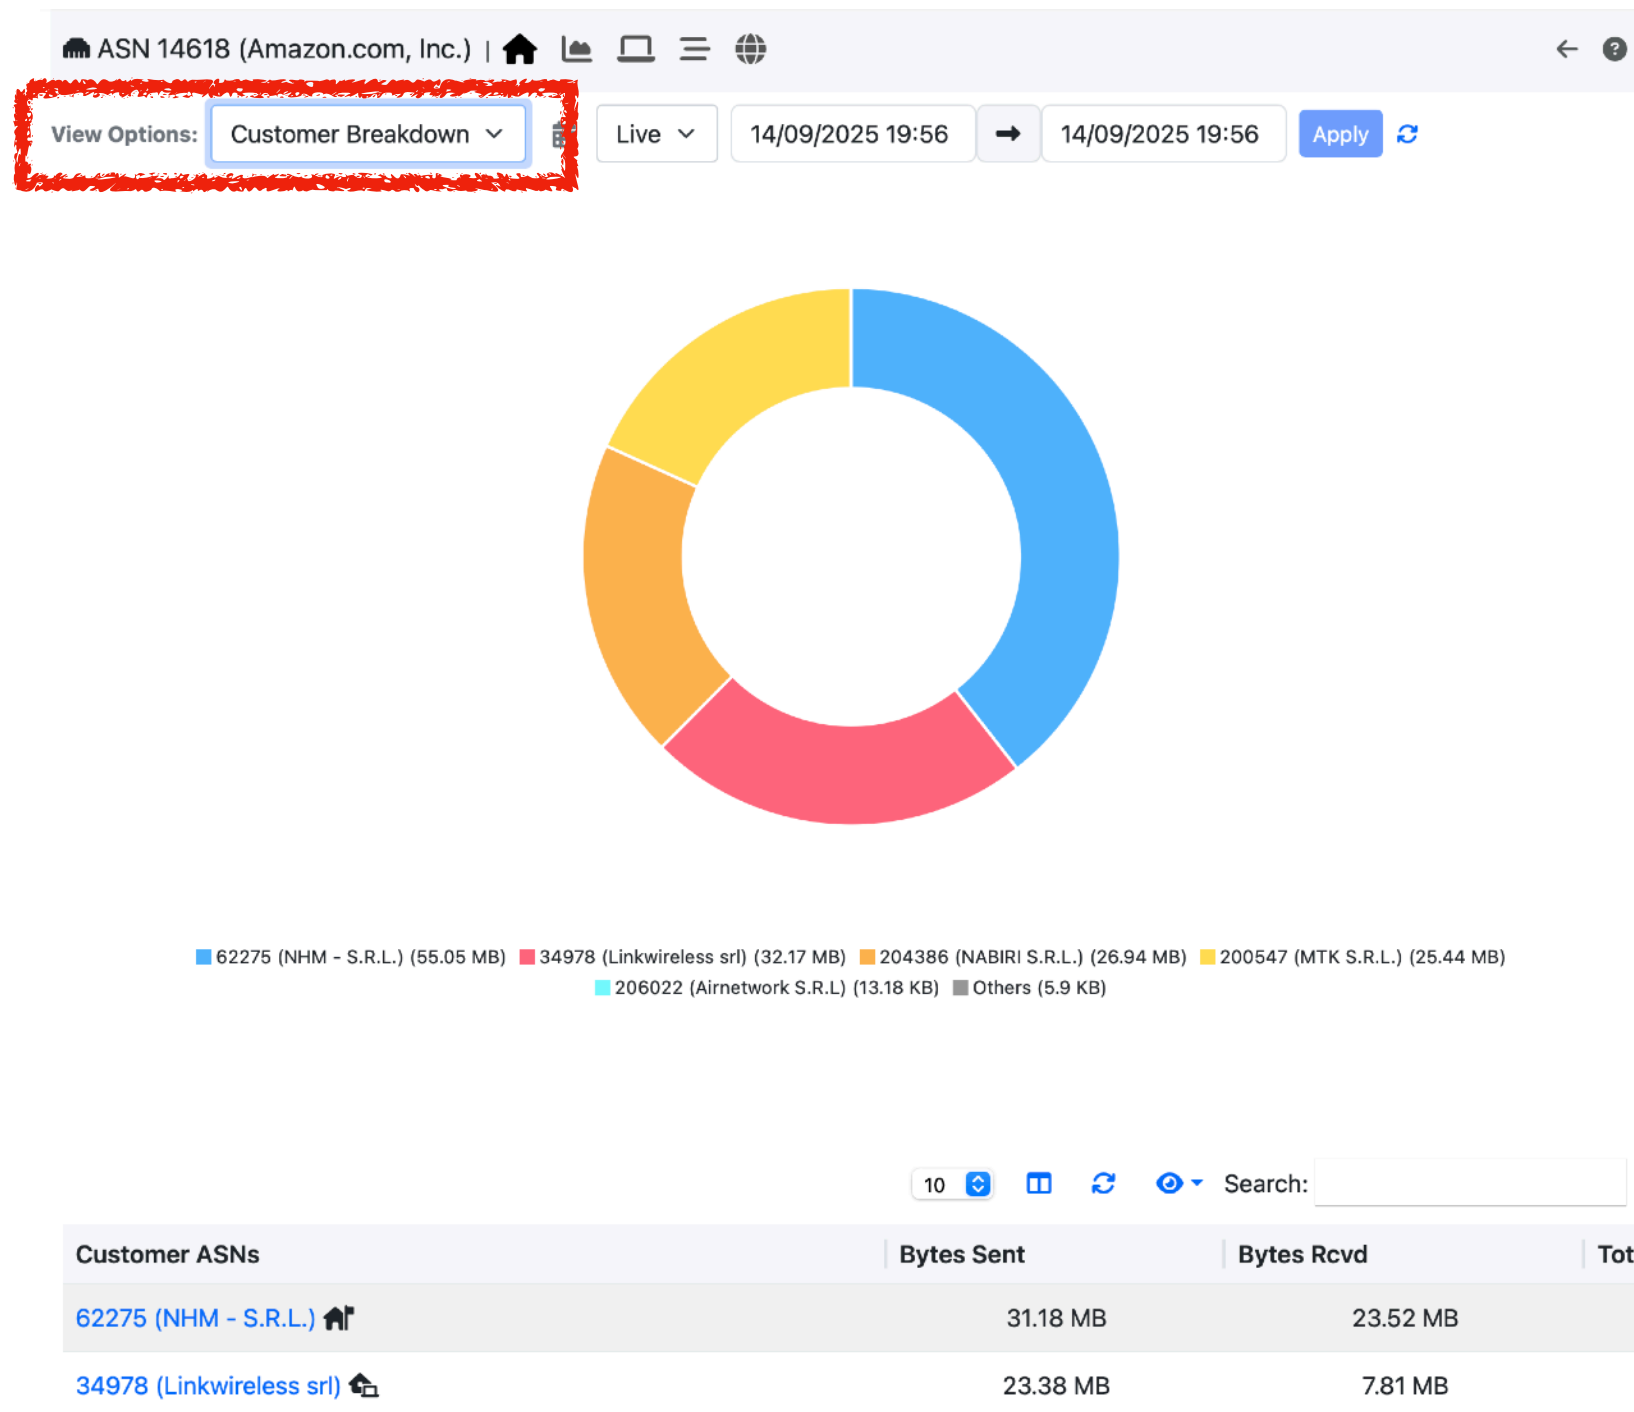 ASN 14618 (Amazon.com, Inc.) |
View Options: Customer Breakdown Live 14/09/2025 19:56 14/09/2025 19:56 Apply
62275 (NHM - S.R.L.) (55.05 MB) 34978 (Linkwireless srl) (32.17 MB) 204386 (NABIRI S.R.L.) (26.94 MB) 200547 (MTK S.R.L.) (25.44 MB)
206022 (Airnetwork S.R.L) (13.18 KB) Others (5.9 KB)
10 Search:
Customer ASNs Bytes Sent Bytes Rcvd Tot
62275 (NHM - S.R.L.) 31.18 MB 23.52 MB
34978 (Linkwireless srl) 23.38 MB 7.81 MB